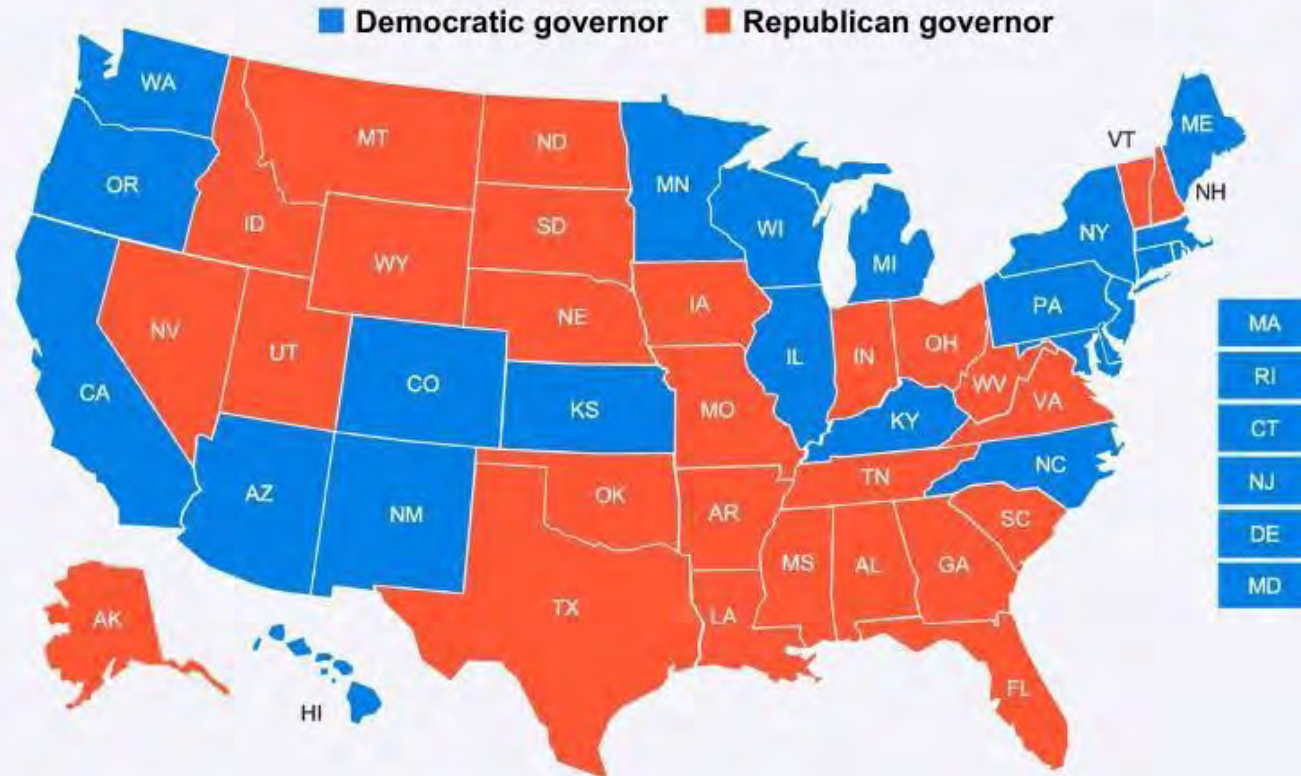 Democratic governor Republican governor
WA
MT
ND
MN
VT
ME
OR
ID
SD
WI
NY
NH
WY
MI
NV
UT
NE
IA
PA
CO
IL
IN
OH
MA
CA
KS
MO
WV
VA
RI
KY
CT
AZ
NM
OK
TN
NC
NJ
AR
SC
DE
AK
TX
MS
AL
GA
MD
LA
HI
FL